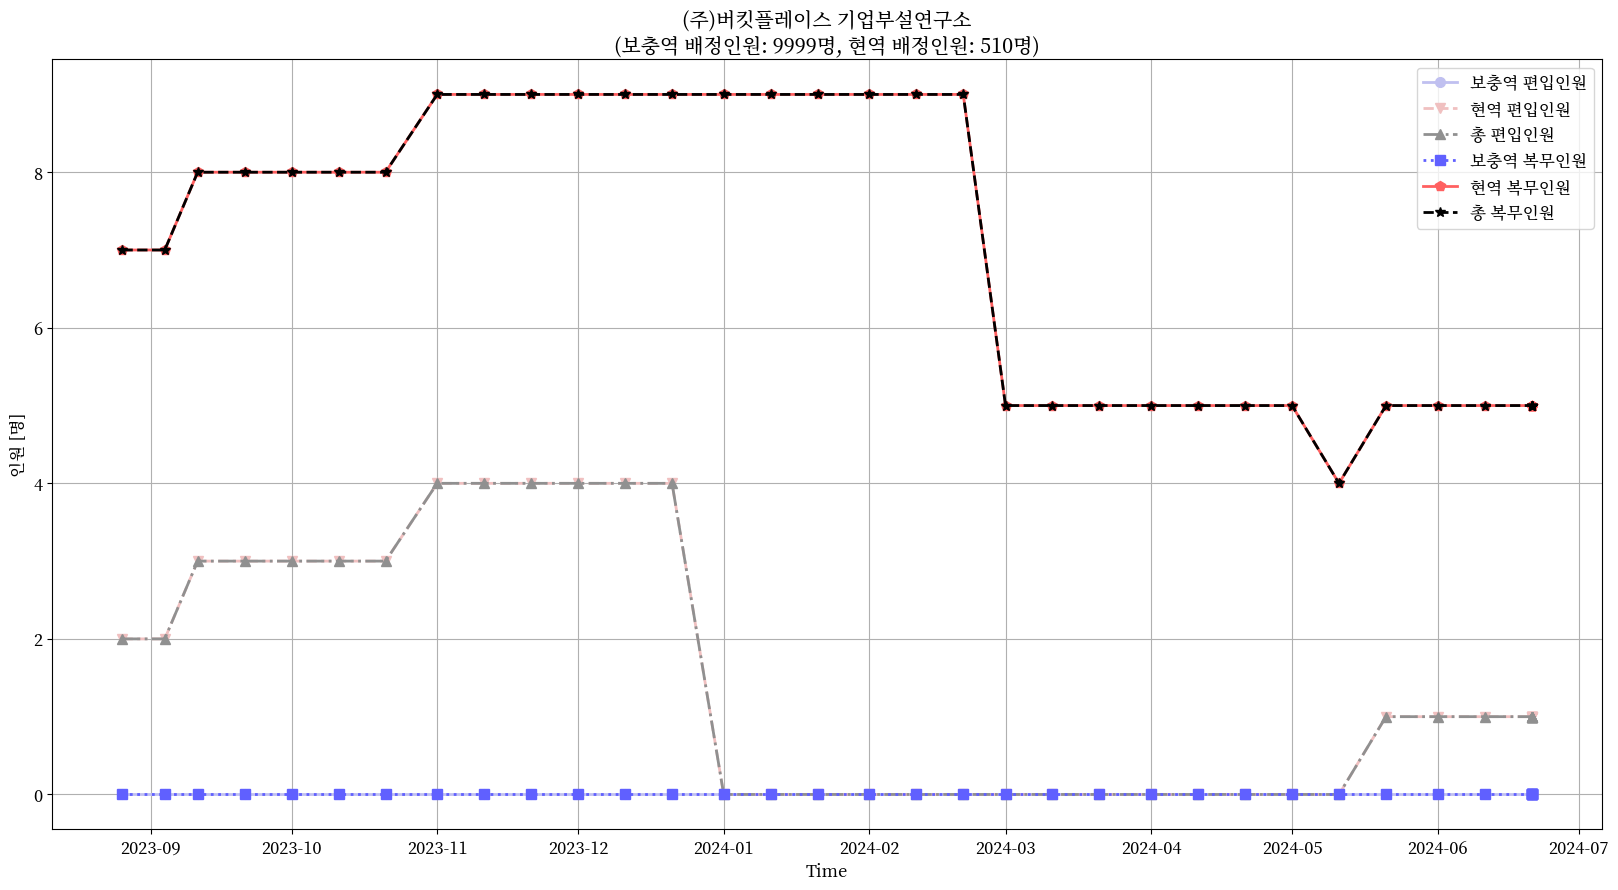 (주)버킷플레이스 기업부설연구소
(보충역 배정인원: 9999명, 현역 배정인원: 510명)
보충역 편입인원
현역 편입인원
총 편입인원
보충역 복무인원
현역 복무인원
총 복무인원
인원 [명]
8
6
4
2
0
2023-09
2023-10
2023-11
2023-12
2024-01
2024-02
2024-03
2024-04
2024-05
2024-06
2024-07
Time